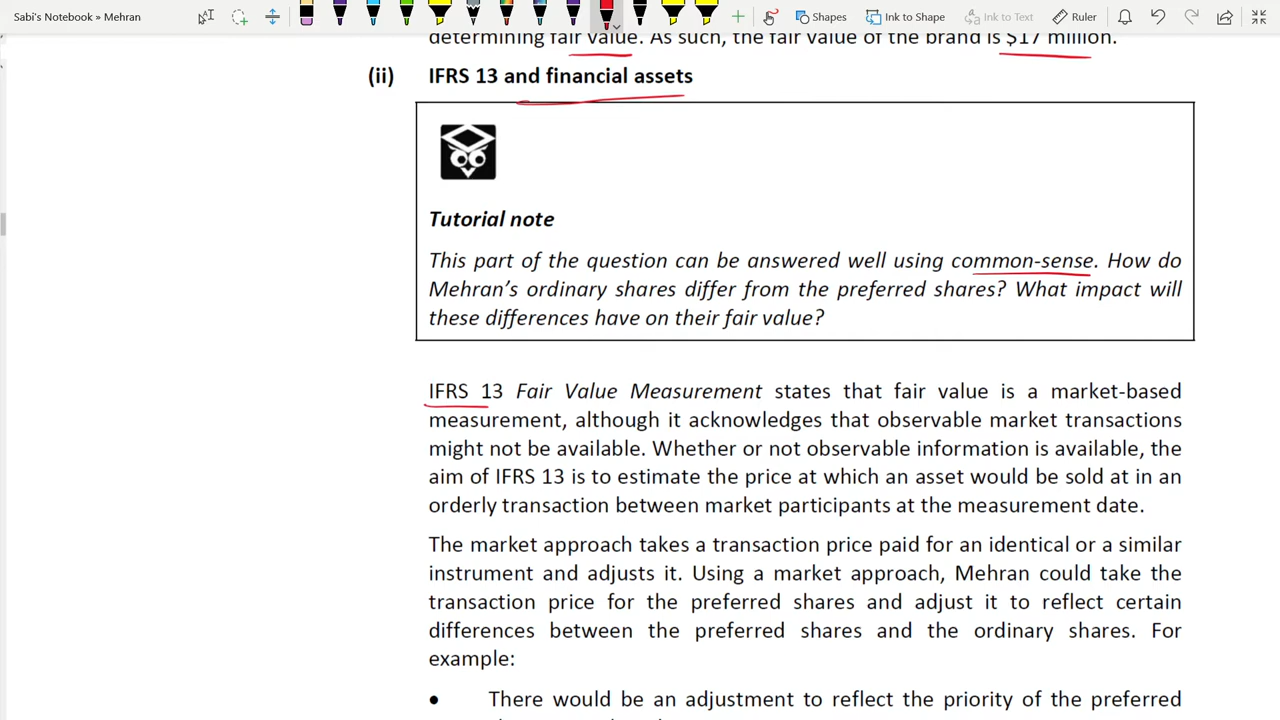 Sabi's Notebook » Mehran
Shapes
Ink to Shape
Ink to Text
Ruler
determining fair value. As such, the fair value of the brand is $17 million.
(ii) IFRS 13 and financial assets
Tutorial note
This part of the question can be answered well using common-sense. How do
Mehran’s ordinary shares differ from the preferred shares? What impact will
these differences have on their fair value?
IFRS 13 Fair Value Measurement states that fair value is a market-based
measurement, although it acknowledges that observable market transactions
might not be available. Whether or not observable information is available, the
aim of IFRS 13 is to estimate the price at which an asset would be sold at in an
orderly transaction between market participants at the measurement date.
The market approach takes a transaction price paid for an identical or a similar
instrument and adjusts it. Using a market approach, Mehran could take the
transaction price for the preferred shares and adjust it to reflect certain
differences between the preferred shares and the ordinary shares. For
example:
• There would be an adjustment to reflect the priority of the preferred